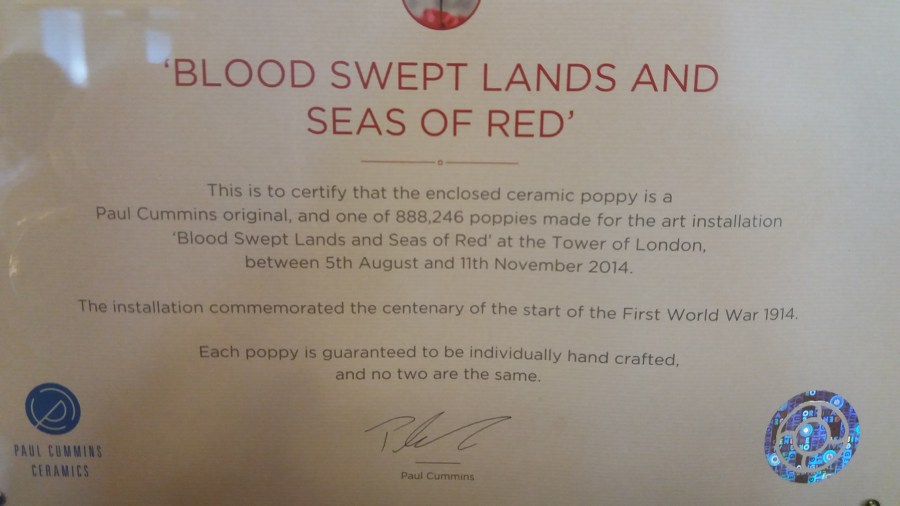 ‘BLOOD SWEPT LANDS AND
SEAS OF RED’
This is to certify that the enclosed ceramic poppy is a
Paul Cummins original, and one of 888,246 poppies made for the art installation
‘Blood Swept Lands and Seas of Red’ at the Tower of London,
between 5th August and 11th November 2014.
The installation commemorated the centenary of the start of the First World War 1914.
Each poppy is guaranteed to be individually hand crafted,
and no two are the same.
Paul Cummins
PAUL CUMMINS
CERAMICS